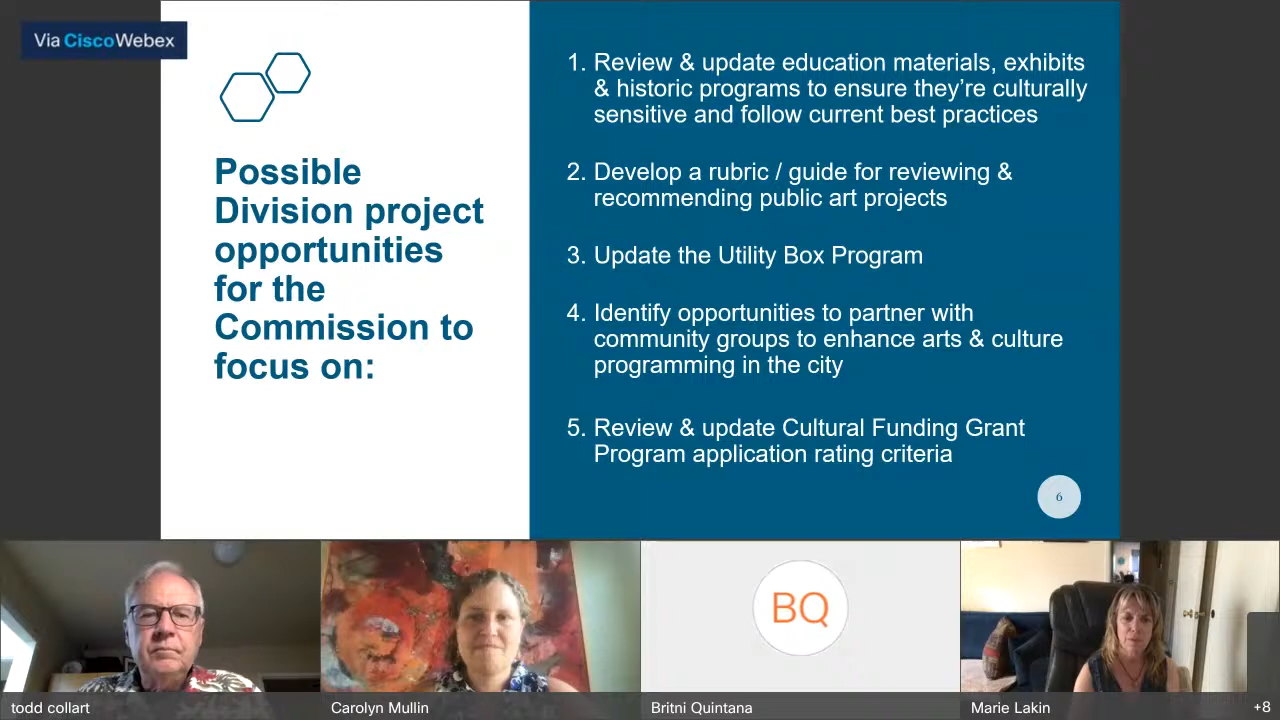 Via CiscoWebex
Possible
Division project
opportunities
for the
Commission to
focus on:
1. Review & update education materials, exhibits
& historic programs to ensure they’re culturally
sensitive and follow current best practices
2. Develop a rubric / guide for reviewing &
recommending public art projects
3. Update the Utility Box Program
4. Identify opportunities to partner with
community groups to enhance arts & culture
programming in the city
5. Review & update Cultural Funding Grant
Program application rating criteria
6
BQ
todd collart
Carolyn Mullin
Britni Quintana
Marie Lakin
+8